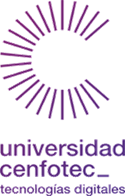 universidad
cenfotec_
tecnologías digitales